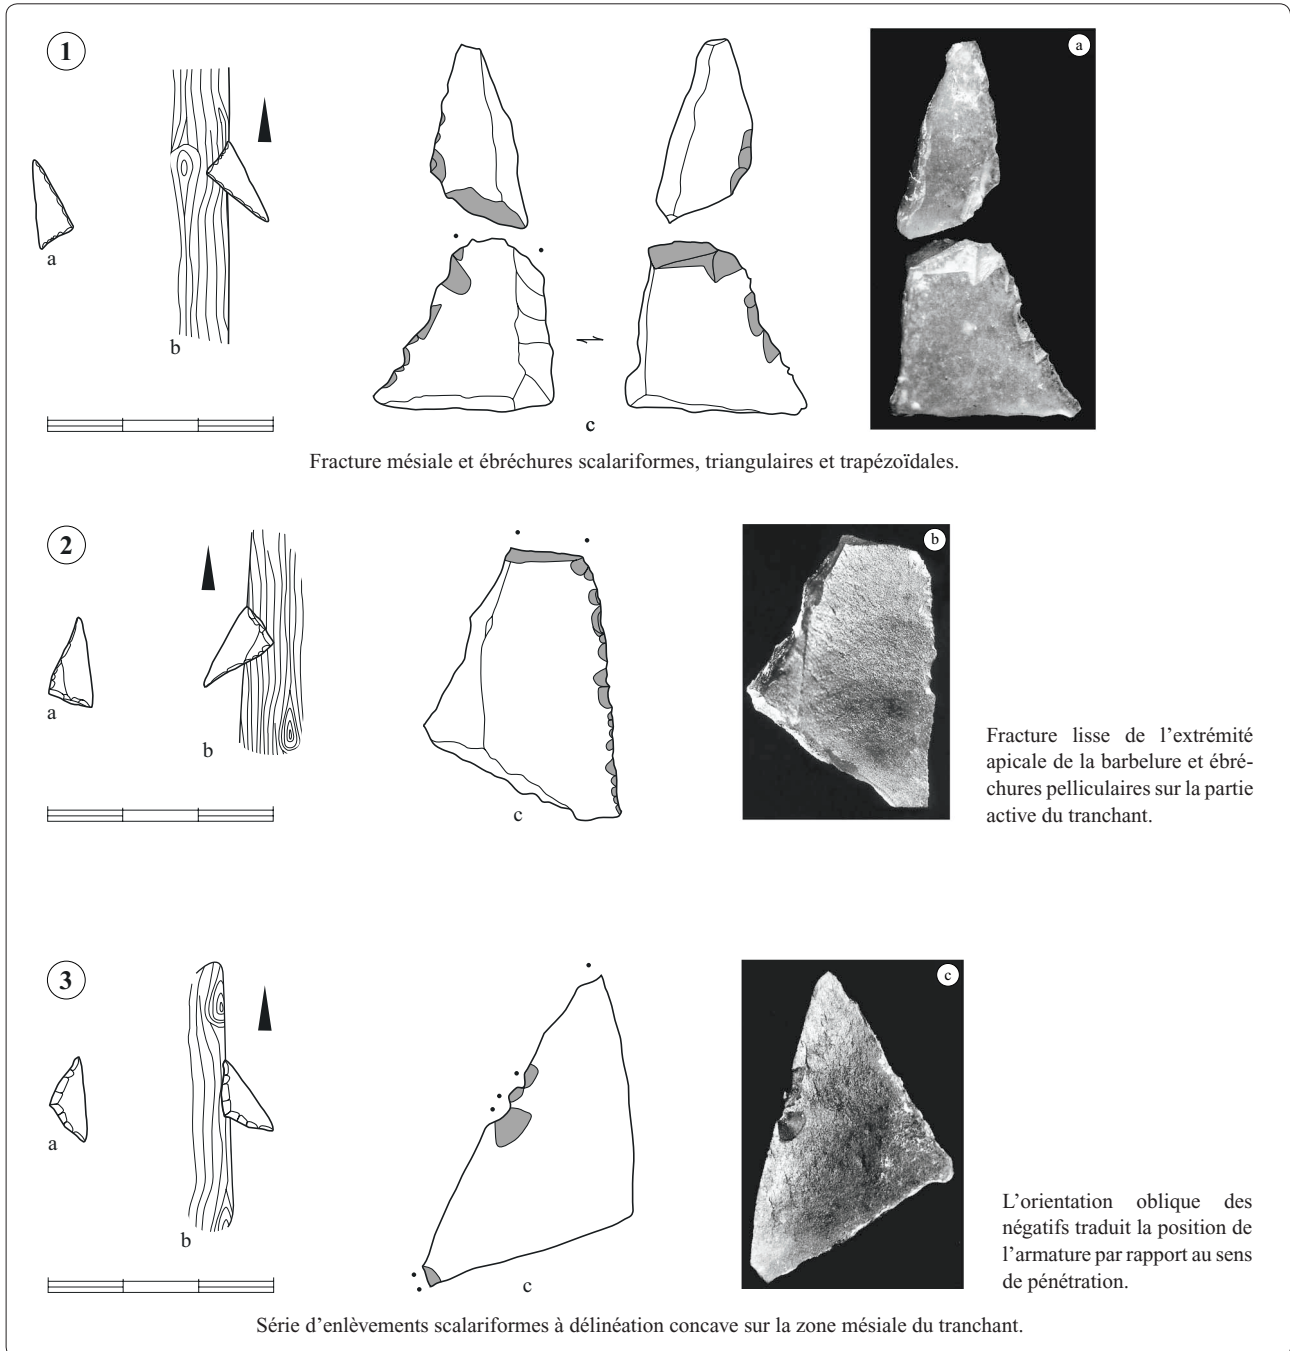 1
a
b
c
a
Fracture mésiale et ébréchures scalariformes, triangulaires et trapézoïdales.
2
a
b
c
b
Fracture lisse de l’extrémité
apicale de la barbelure et ébré-
chures pelliculaires sur la partie
active du tranchant.
3
a
b
c
c
L’orientation oblique des
négatifs traduit la position de
l’armature par rapport au sens
de pénétration.
Série d’enlèvements scalariformes à délinéation concave sur la zone mésiale du tranchant.